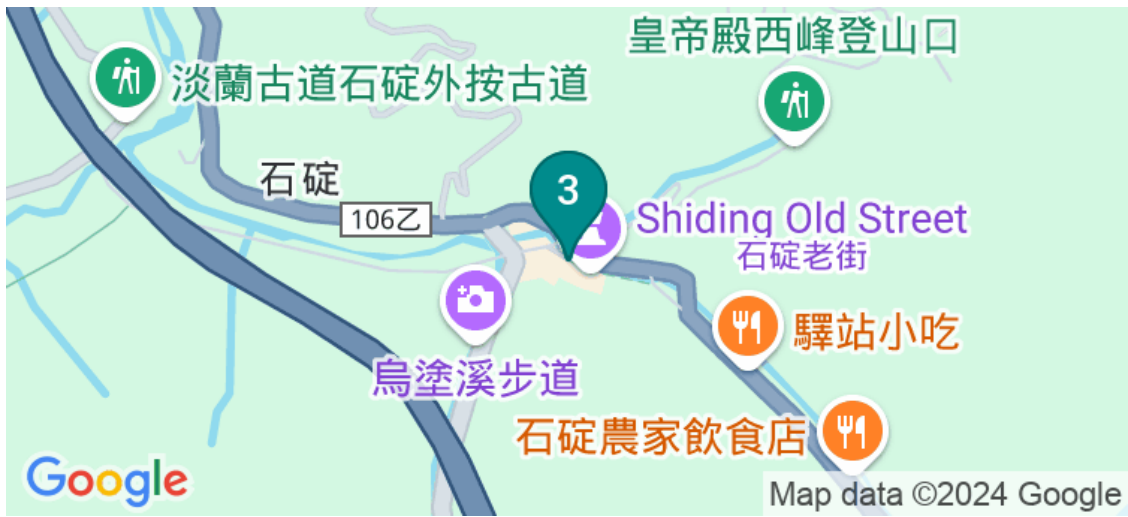 皇帝殿西峰登山口
淡蘭古道石碇外按古道
石碇
3
106乙
Shiding Old Street
石碇老街
烏塗溪步道
驛站小吃
石碇農家飲食店
Google
Map data ©2024 Google